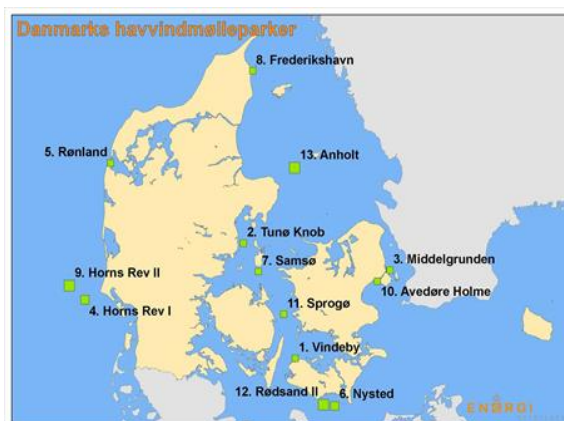 Danmarks havvindmølleparker
8. Frederikshavn
5. Rønland
13. Anholt
2. Tunø Knob
3. Middelgrunden
7. Samsø
9. Horns Rev II
10. Avedøre Holme
4. Horns Rev I
11. Sprogø
1. Vindeby
12. Rødsand II
6. Nysted